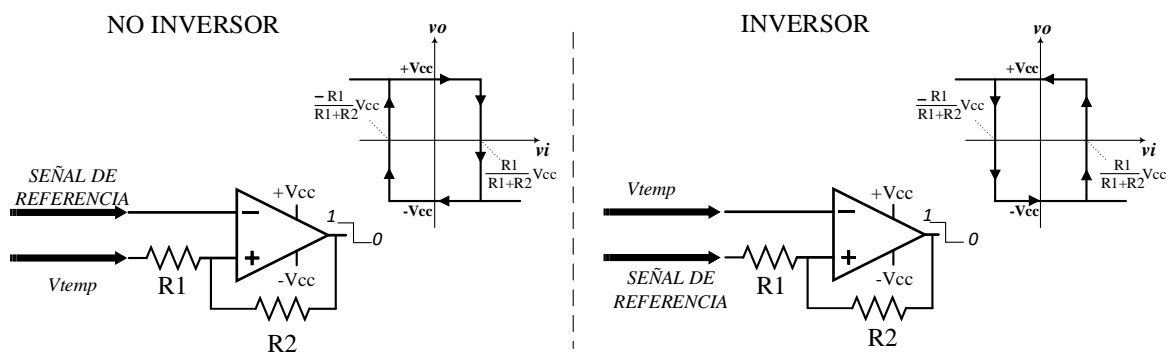 NO INVERSOR
vo
+Vcc
−R1
R1+R2 Vcc
vi
R1
R1+R2 Vcc
-Vcc
SEÑAL DE
REFERENCIA
+Vcc
−
1
0
+
R1
Vtemp
-Vcc
R2
INVERSOR
vo
+Vcc
−R1
R1+R2 Vcc
vi
R1
R1+R2 Vcc
-Vcc
Vtemp
+Vcc
−
1
0
+
R1
SEÑAL DE
REFERENCIA
-Vcc
R2